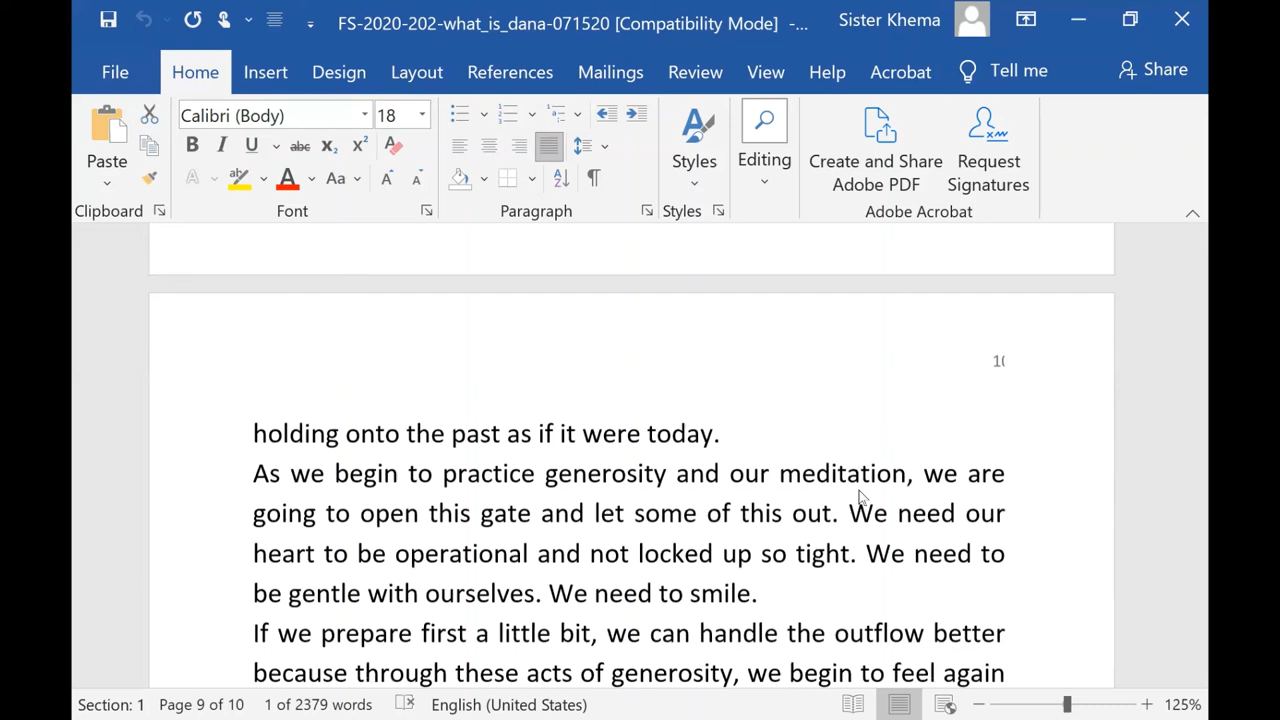 FS-2020-202-what_is_dana-071520 [Compatibility Mode] -...
Sister Khema
File Home Insert Design Layout References Mailings Review View Help Acrobat Tell me Share
Calibri (Body) 18
Paste
B I U abc x₂ x²
A ab A Aa A A
Styles
Editing
Create and Share
Adobe PDF
Request
Signatures
Clipboard Font Paragraph Styles Adobe Acrobat
10
holding onto the past as if it were today.
As we begin to practice generosity and our meditation, we are
going to open this gate and let some of this out. We need our
heart to be operational and not locked up so tight. We need to
be gentle with ourselves. We need to smile.
If we prepare first a little bit, we can handle the outflow better
because through these acts of generosity, we begin to feel again
Section: 1 Page 9 of 10 1 of 2379 words English (United States) 125%